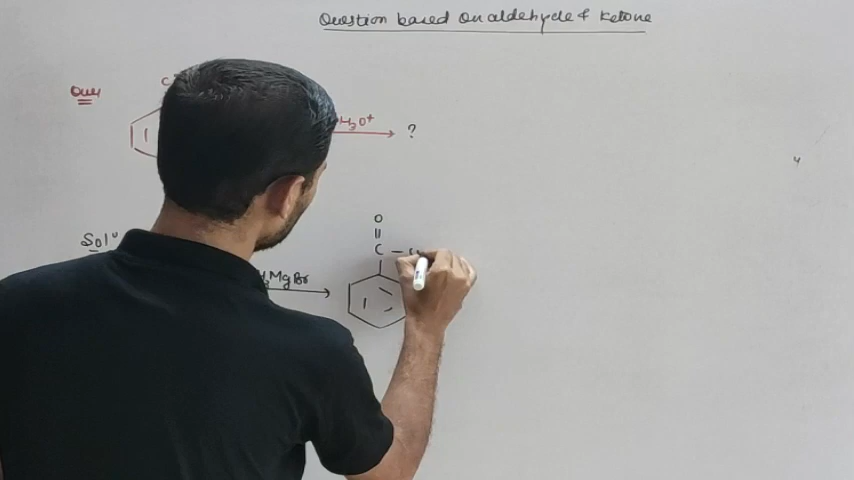 Question based on aldehyde & ketone
Ques
C
H3O+
?
Solⁿ
O
C —
MgBr